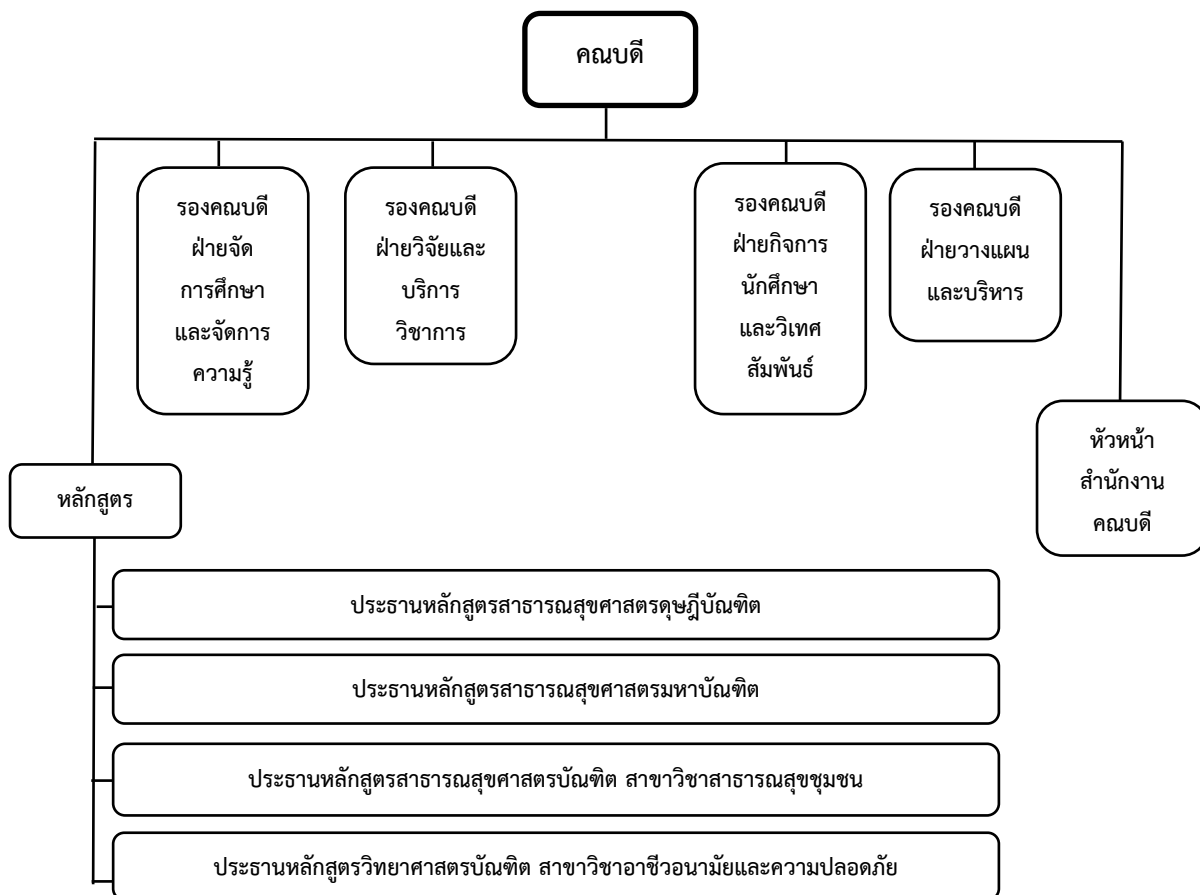 คณบดี
รองคณบดี
ฝ่ายจัด
การศึกษา
และจัดการ
ความรู้
รองคณบดี
ฝ่ายวิจัยและ
บริการ
วิชาการ
รองคณบดี
ฝ่ายกิจการ
นักศึกษา
และวิเทศ
สัมพันธ์
รองคณบดี
ฝ่ายวางแผน
และบริหาร
หัวหน้า
สำนักงาน
คณบดี
หลักสูตร
ประธานหลักสูตรสาธารณสุขศาสตรดุษฎีบัณฑิต
ประธานหลักสูตรสาธารณสุขศาสตรมหาบัณฑิต
ประธานหลักสูตรสาธารณสุขศาสตรบัณฑิต สาขาวิชาสาธารณสุขชุมชน
ประธานหลักสูตรวิทยาศาสตรบัณฑิต สาขาวิชาอาชีวอนามัยและความปลอดภัย